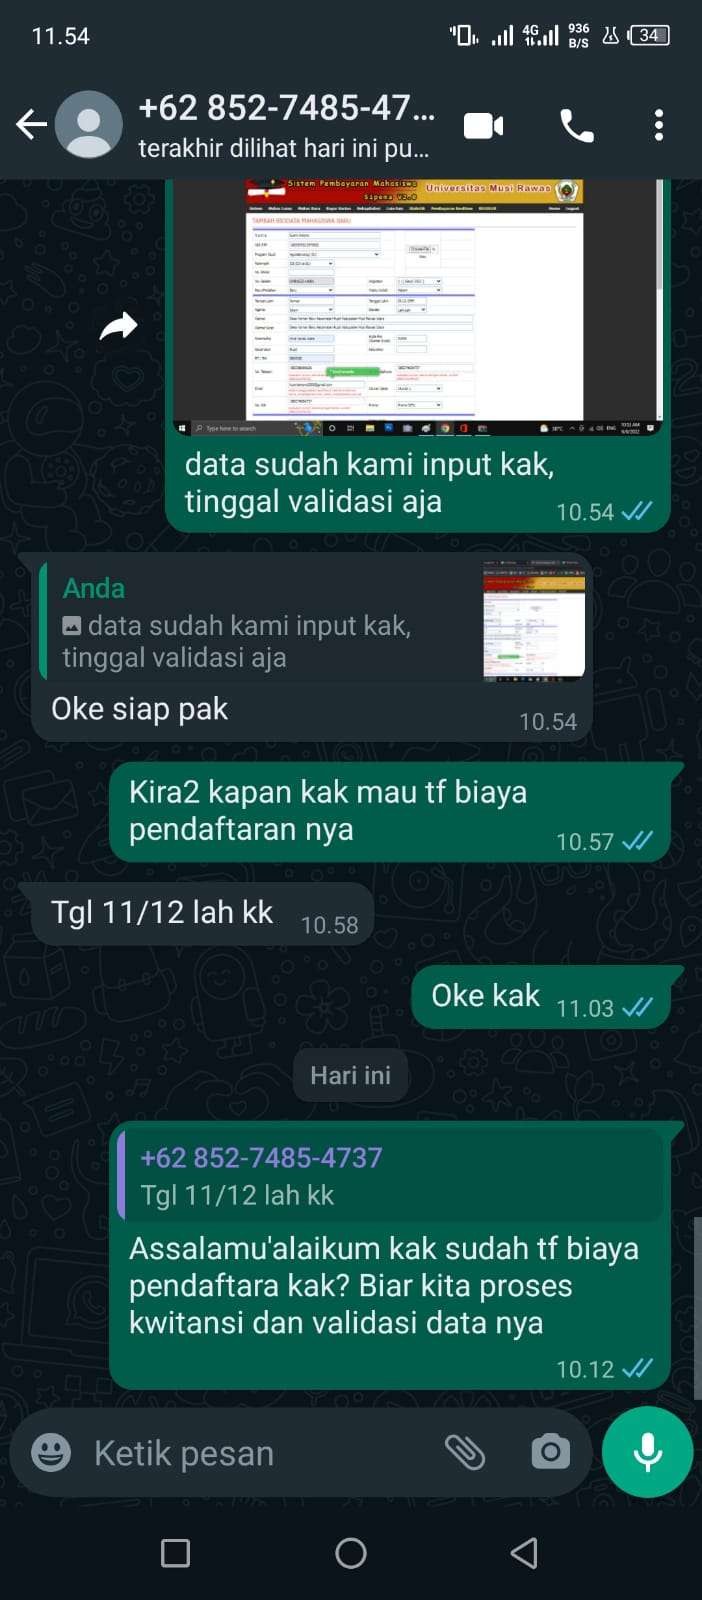 11.54
4G
936
B/S
34
+62 852-7485-47...
terakhir dilihat hari ini pu...
Sistem Pembayaran Mahasiswa
Universitas Musi Rawas
Sipema V2.0
TAMBAH BIODATA MAHASISWA BARU
Type here to search
data sudah kami input kak,
tinggal validasi aja
10.54
Anda
data sudah kami input kak,
tinggal validasi aja
Oke siap pak
10.54
Kira2 kapan kak mau tf biaya
pendaftaran nya
10.57
Tgl 11/12 lah kk
10.58
Oke kak
11.03
Hari ini
+62 852-7485-4737
Tgl 11/12 lah kk
Assalamu'alaikum kak sudah tf biaya
pendaftara kak? Biar kita proses
kwitansi dan validasi data nya
10.12
Ketik pesan